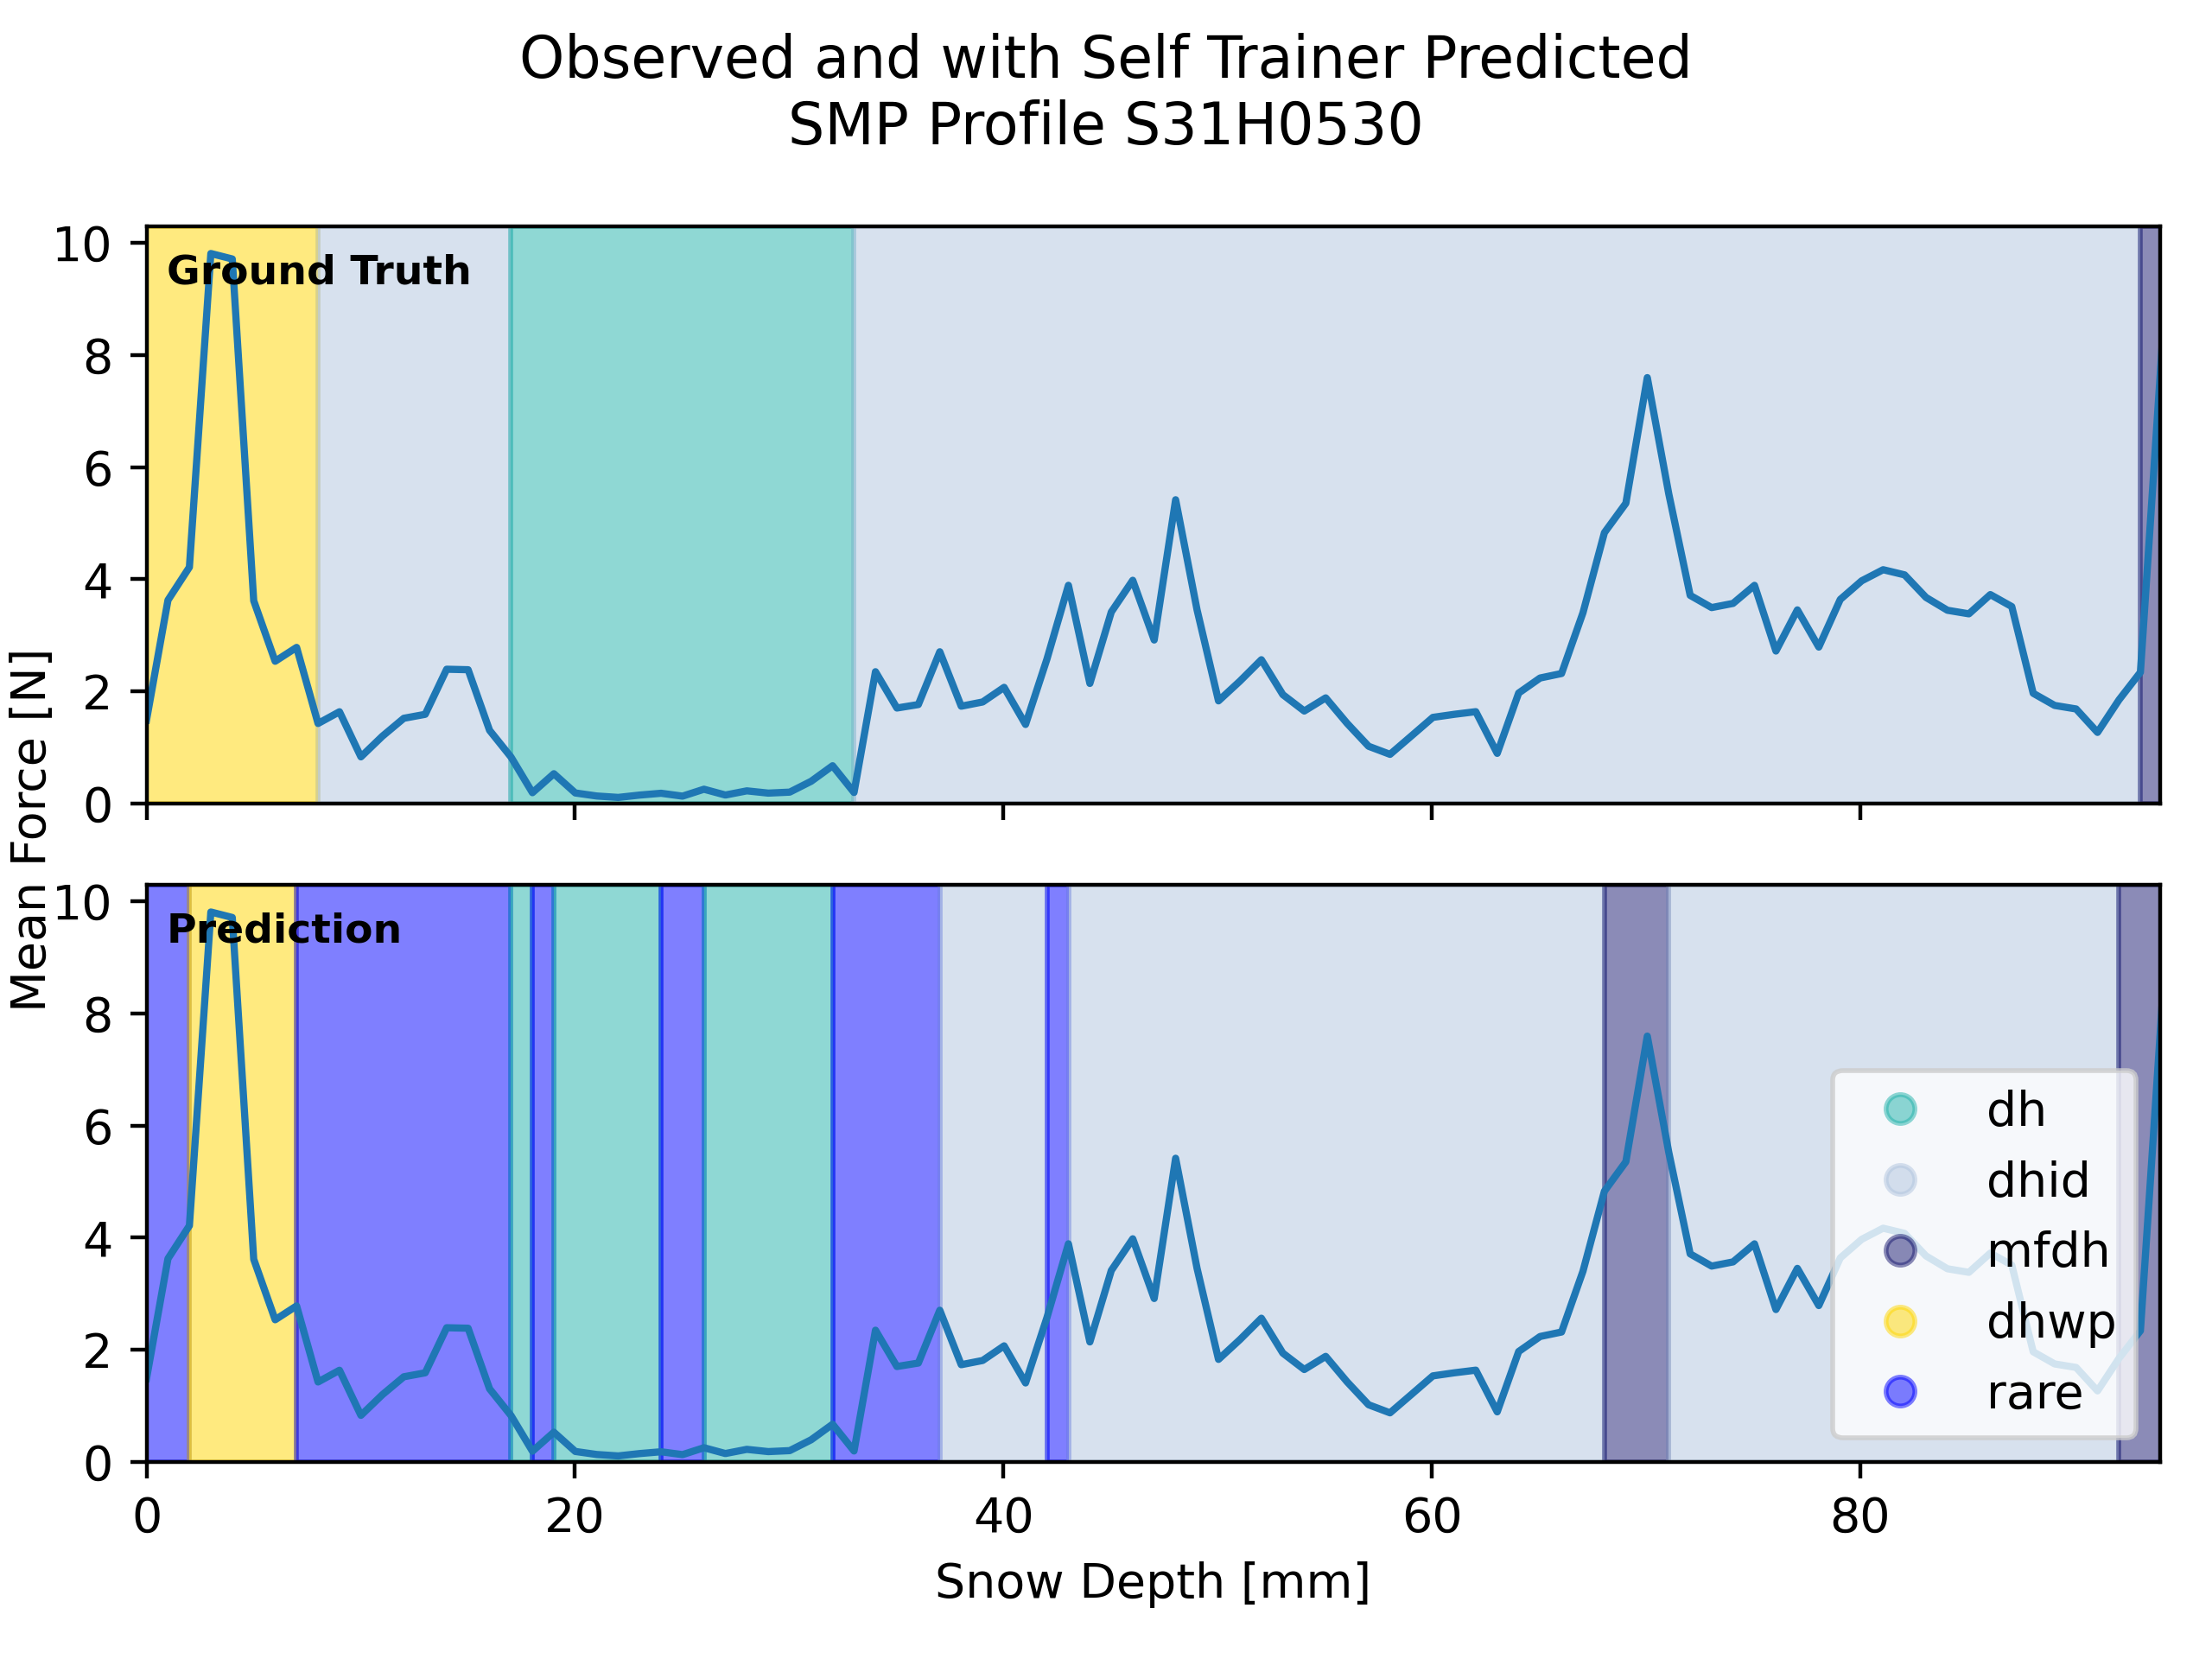 Observed and with Self Trainer Predicted
SMP Profile S31H0530
Mean Force [N]
10
8
6
4
2
0
Ground Truth
10
8
6
4
2
0
Prediction
dh
dhid
mfdh
dhwp
rare
0 20 40 60 80
Snow Depth [mm]